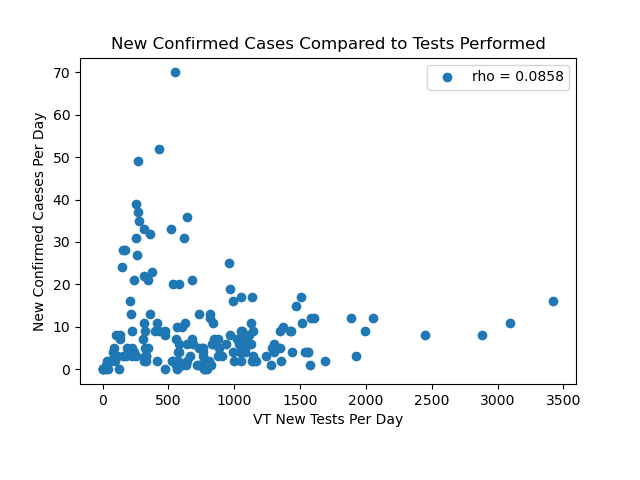 New Confirmed Cases Compared to Tests Performed
rho = 0.0858
New Confirmed Caeses Per Day
70
60
50
40
30
20
10
0
0 500 1000 1500 2000 2500 3000 3500
VT New Tests Per Day